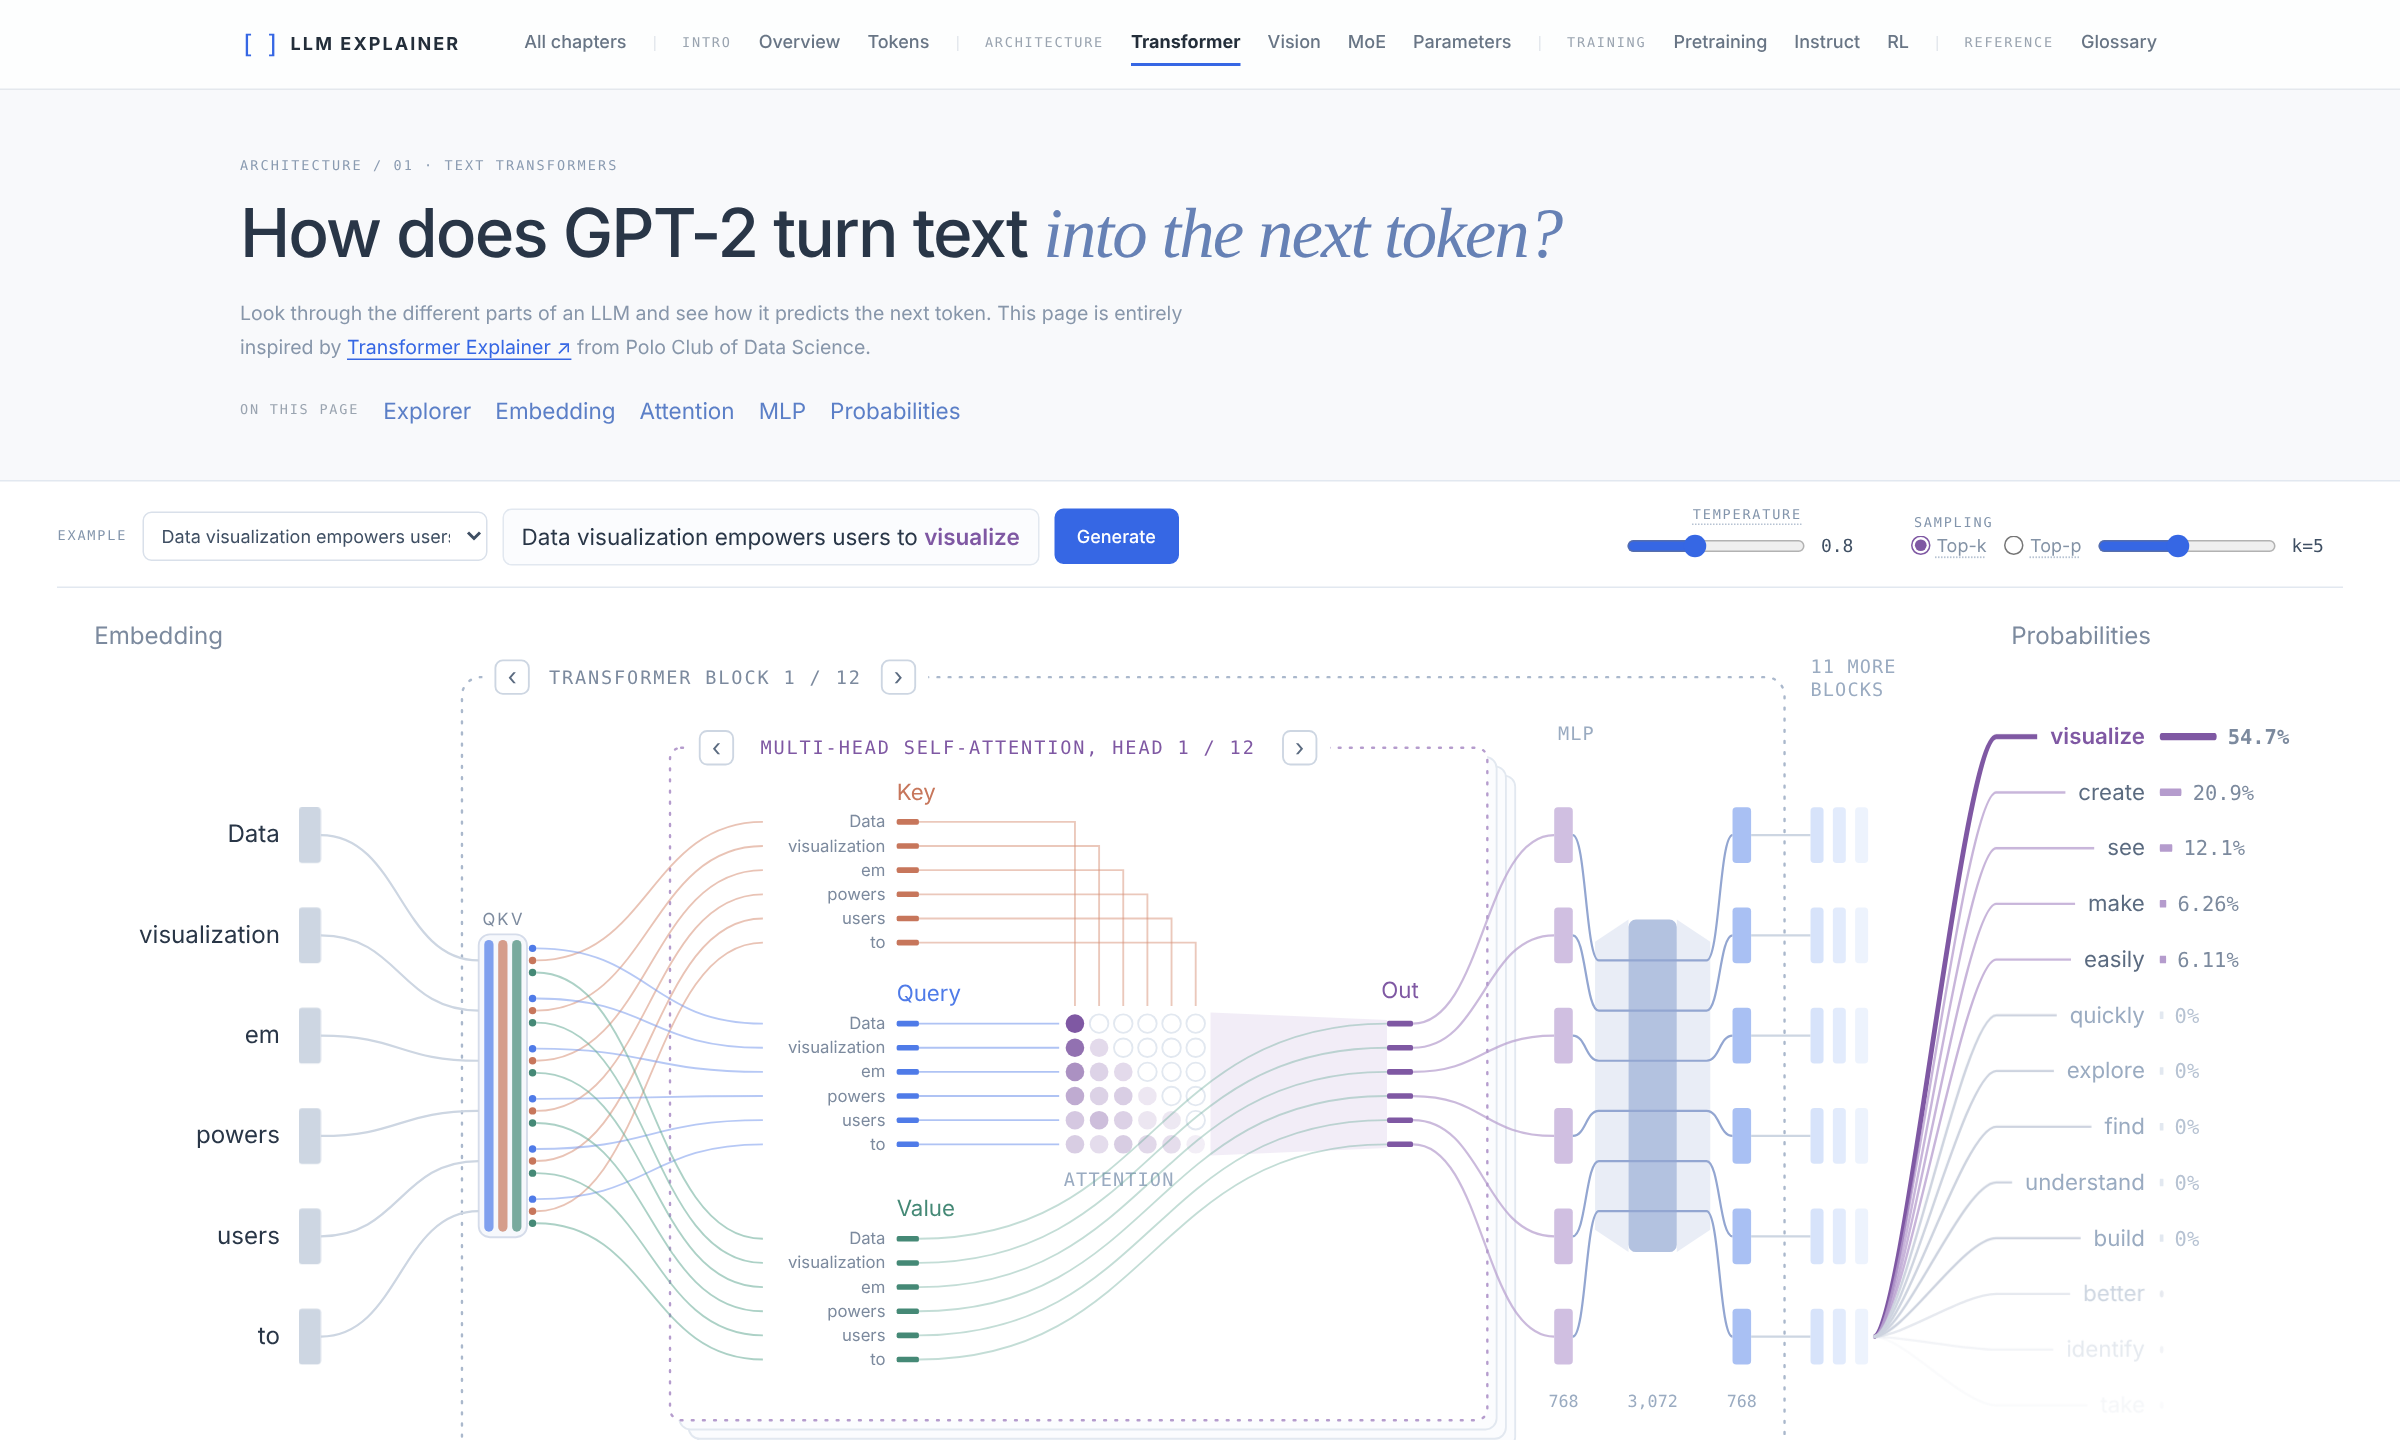 [ ] LLM EXPLAINER All chapters | INTRO Overview Tokens | ARCHITECTURE Transformer Vision MoE Parameters | TRAINING Pretraining Instruct RL | REFERENCE Glossary
ARCHITECTURE / 01 · TEXT TRANSFORMERS
How does GPT-2 turn text into the next token?
Look through the different parts of an LLM and see how it predicts the next token. This page is entirely
inspired by Transformer Explainer ↗ from Polo Club of Data Science.
ON THIS PAGE Explorer Embedding Attention MLP Probabilities
EXAMPLE Data visualization empowers users Data visualization empowers users to visualize Generate
TEMPERATURE 0.8
SAMPLING
Top-k Top-p k=5
Embedding
Probabilities
‹ TRANSFORMER BLOCK 1 / 12 ›
11 MORE
BLOCKS
‹ MULTI-HEAD SELF-ATTENTION, HEAD 1 / 12 ›
MLP
Data
visualization
em
powers
users
to
QKV
Key
Data
visualization
em
powers
users
to
Query
Data
visualization
em
powers
users
to
ATTENTION
Value
Data
visualization
em
powers
users
to
Out
768 3,072 768
visualize 54.7%
create 20.9%
see 12.1%
make 6.26%
easily 6.11%
quickly 0%
explore 0%
find 0%
understand 0%
build 0%
better
identify
take